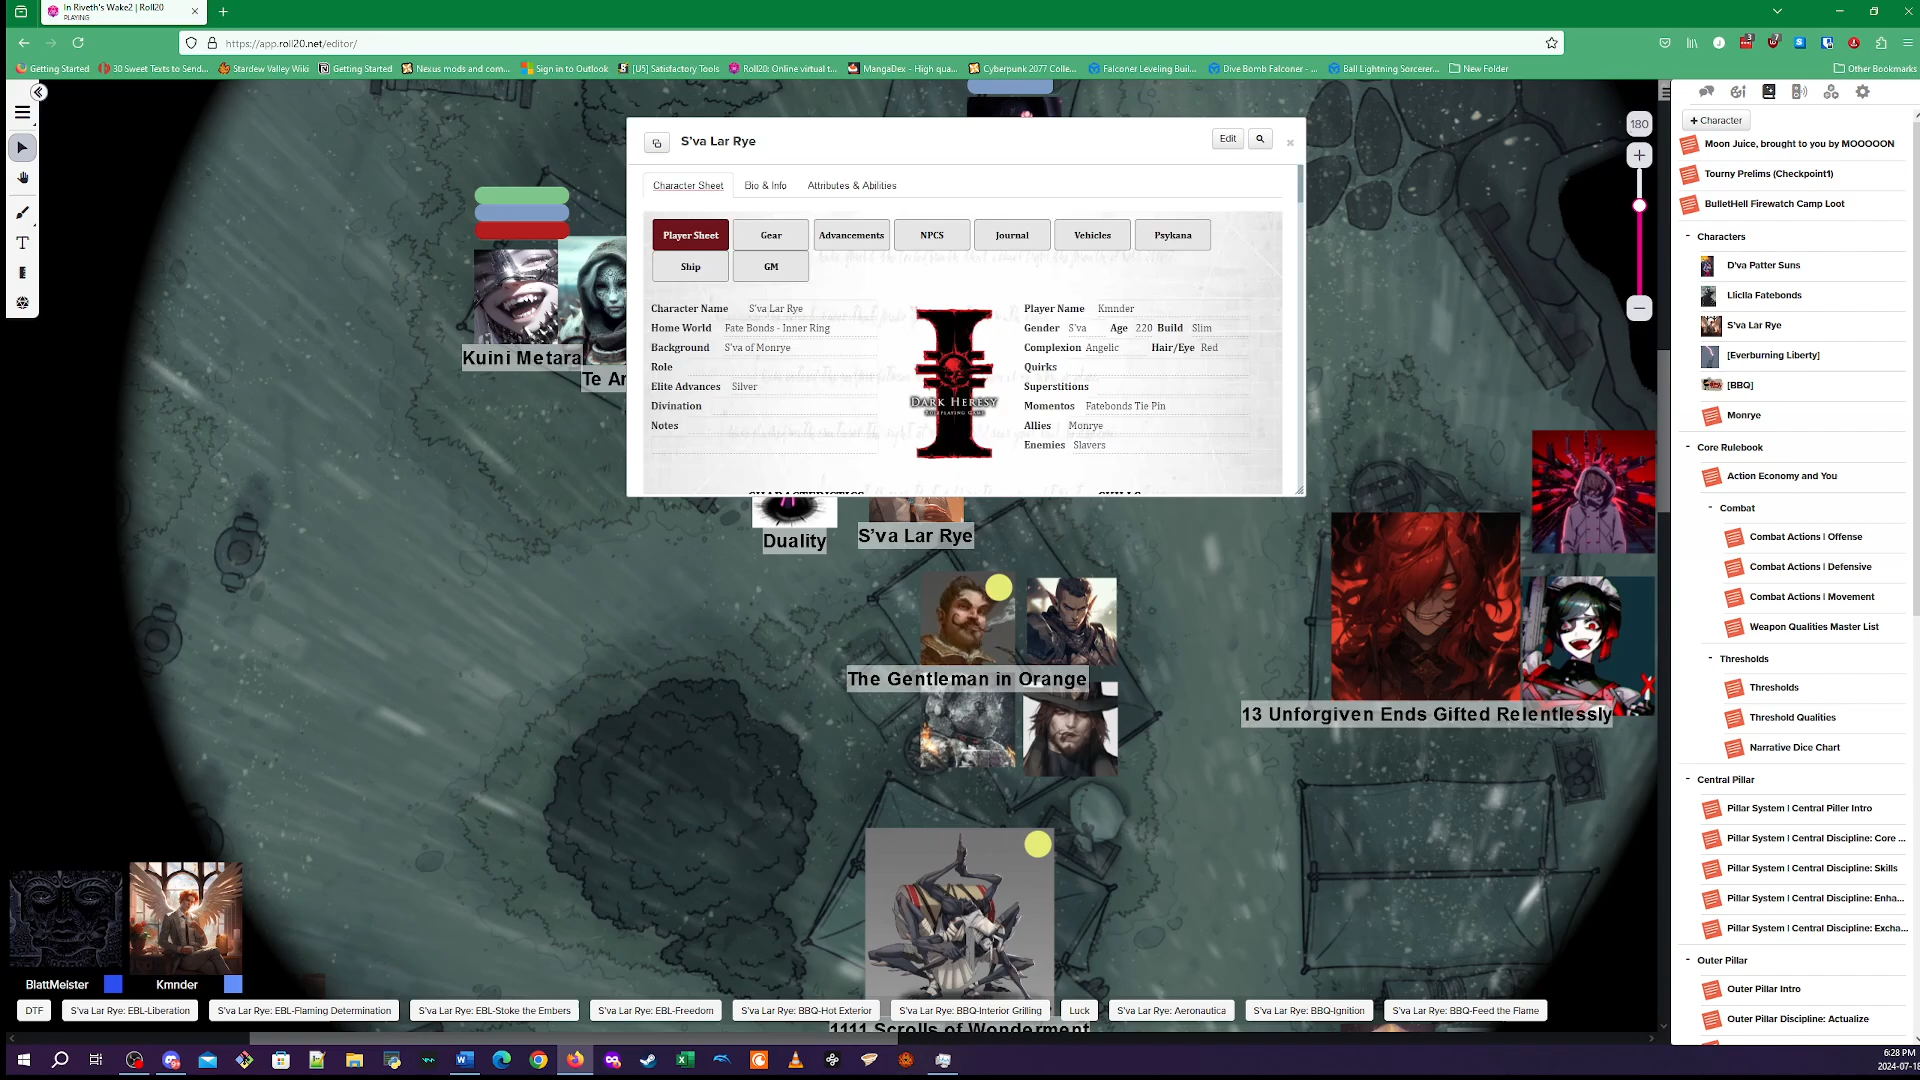 In Riveth's Wake2 | Roll20
PLAYING
https://app.roll20.net/editor/
Getting Started
30 Sweet Texts to Send...
Stardew Valley Wiki
Getting Started
Nexus mods and com...
Sign in to Outlook
[U5] Satisfactory Tools
Roll20: Online virtual t...
MangaDex - High qua...
Cyberpunk 2077 Colle...
Falconer Leveling Buil...
Dive Bomb Falconer - ...
Ball Lightning Sorcerer...
New Folder
Other Bookmarks
180
S'va Lar Rye
Edit
Character Sheet
Bio & Info
Attributes & Abilities
Player Sheet
Gear
Advancements
NPCS
Journal
Vehicles
Psykana
Ship
GM
Character Name S'va Lar Rye
Home World Fate Bonds - Inner Ring
Background S'va of Monrye
Role
Elite Advances Silver
Divination
Notes
DARK HERESY
ROLEPLAYING GAME
Player Name Kmnder
Gender S'va Age 220 Build Slim
Complexion Angelic Hair/Eye Red
Quirks
Superstitions
Momentos Fatebonds Tie Pin
Allies Monrye
Enemies Slavers
CHARACTERISTICS
SKILLS
Kuini Metara
Te Ar
Duality
S'va Lar Rye
The Gentleman in Orange
13 Unforgiven Ends Gifted Relentlessly
1111 Scrolls of Wonderment
BlattMeister
Kmnder
DTF
S'va Lar Rye: EBL-Liberation
S'va Lar Rye: EBL-Flaming Determination
S'va Lar Rye: EBL-Stoke the Embers
S'va Lar Rye: EBL-Freedom
S'va Lar Rye: BBQ-Hot Exterior
S'va Lar Rye: BBQ-Interior Grilling
Luck
S'va Lar Rye: Aeronautica
S'va Lar Rye: BBQ-Ignition
S'va Lar Rye: BBQ-Feed the Flame
+ Character
Moon Juice, brought to you by MOOOOON
Tourny Prelims (Checkpoint1)
BulletHell Firewatch Camp Loot
Characters
D'va Patter Suns
Lliclla Fatebonds
S'va Lar Rye
[Everburning Liberty]
[BBQ]
Monrye
Core Rulebook
Action Economy and You
Combat
Combat Actions | Offense
Combat Actions | Defensive
Combat Actions | Movement
Weapon Qualities Master List
Thresholds
Thresholds
Threshold Qualities
Narrative Dice Chart
Central Pillar
Pillar System | Central Piller Intro
Pillar System | Central Discipline: Core ...
Pillar System | Central Discipline: Skills
Pillar System | Central Discipline: Enha...
Pillar System | Central Discipline: Excha...
Outer Pillar
Outer Pillar Intro
Outer Pillar Discipline: Actualize
6:28 PM
2024-07-18